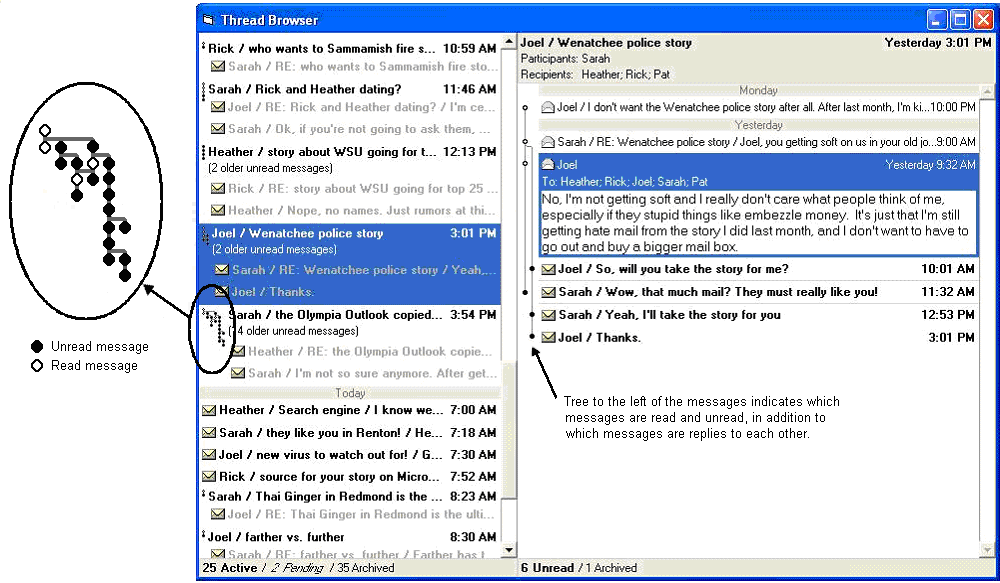 Thread Browser
Rick / who wants to Sammamish fire s... 10:59 AM
Sarah / RE: who wants to Sammamish fire sto...
Sarah / Rick and Heather dating? 11:46 AM
Joel / RE: Rick and Heather dating? / I'm ce...
Sarah / Ok, if you're not going to ask them, ...
Heather / story about WSU going for t... 12:13 PM
(2 older unread messages)
Rick / RE: story about WSU going for top 25 ...
Heather / Nope, no names. Just rumors at thi...
Joel / Wenatchee police story 3:01 PM
(2 older unread messages)
Sarah / RE: Wenatchee police story / Yeah,...
Joel / Thanks.
Sarah / the Olympia Outlook copied... 3:54 PM
(14 older unread messages)
Heather / RE: the Olympia Outlook copie...
Sarah / I'm not so sure anymore. After get...
Today
Heather / Search engine / I know we... 7:00 AM
Sarah / they like you in Renton! / He... 7:18 AM
Joel / new virus to watch out for! / G... 7:30 AM
Rick / source for your story on Micro... 7:52 AM
Sarah / Thai Ginger in Redmond is the ... 8:23 AM
Joel / RE: Thai Ginger in Redmond is the ulti...
Joel / farther vs. further 8:30 AM
Sarah / RE: farther vs. further / Farther has t
25 Active / 2 Pending / 35 Archived
Joel / Wenatchee police story Yesterday 3:01 PM
Participants: Sarah
Recipients: Heather; Rick; Pat
Monday
Joel / I don't want the Wenatchee police story after all. After last month, I'm ki...10:00 PM
Yesterday
Sarah / RE: Wenatchee police story / Joel, you getting soft on us in your old jo...9:00 AM
Joel Yesterday 9:32 AM
To: Heather; Rick; Joel; Sarah; Pat
No, I'm not getting soft and I really don't care what people think of me,
especially if they stupid things like embezzle money. It's just that I'm still
getting hate mail from the story I did last month, and I don't want to have to
go out and buy a bigger mail box.
Joel / So, will you take the story for me? 10:01 AM
Sarah / Wow, that much mail? They must really like you! 11:32 AM
Sarah / Yeah, I'll take the story for you 12:53 PM
Joel / Thanks. 3:01 PM
6 Unread / 1 Archived
Unread message
Read message
Tree to the left of the messages indicates which
messages are read and unread, in addition to
which messages are replies to each other.